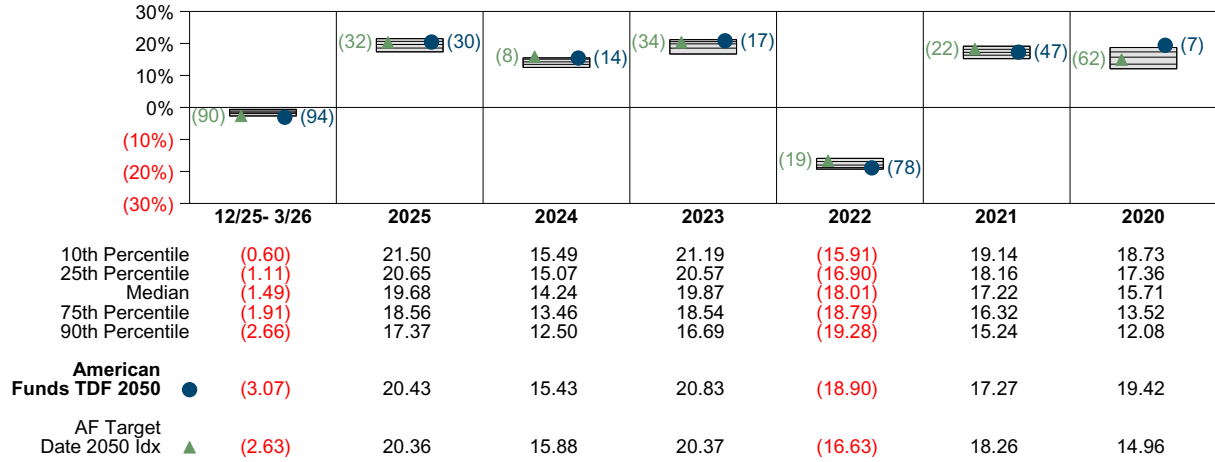 30%
20%
10%
0%
(10%)
(20%)
(30%)
(90) (94)
(32) (30)
(8) (14)
(34) (17)
(19) (78)
(22) (47)
(62) (7)
12/25- 3/26 2025 2024 2023 2022 2021 2020
10th Percentile (0.60) 21.50 15.49 21.19 (15.91) 19.14 18.73
25th Percentile (1.11) 20.65 15.07 20.57 (16.90) 18.16 17.36
Median (1.49) 19.68 14.24 19.87 (18.01) 17.22 15.71
75th Percentile (1.91) 18.56 13.46 18.54 (18.79) 16.32 13.52
90th Percentile (2.66) 17.37 12.50 16.69 (19.28) 15.24 12.08
American
Funds TDF 2050 (3.07) 20.43 15.43 20.83 (18.90) 17.27 19.42
AF Target
Date 2050 Idx (2.63) 20.36 15.88 20.37 (16.63) 18.26 14.96